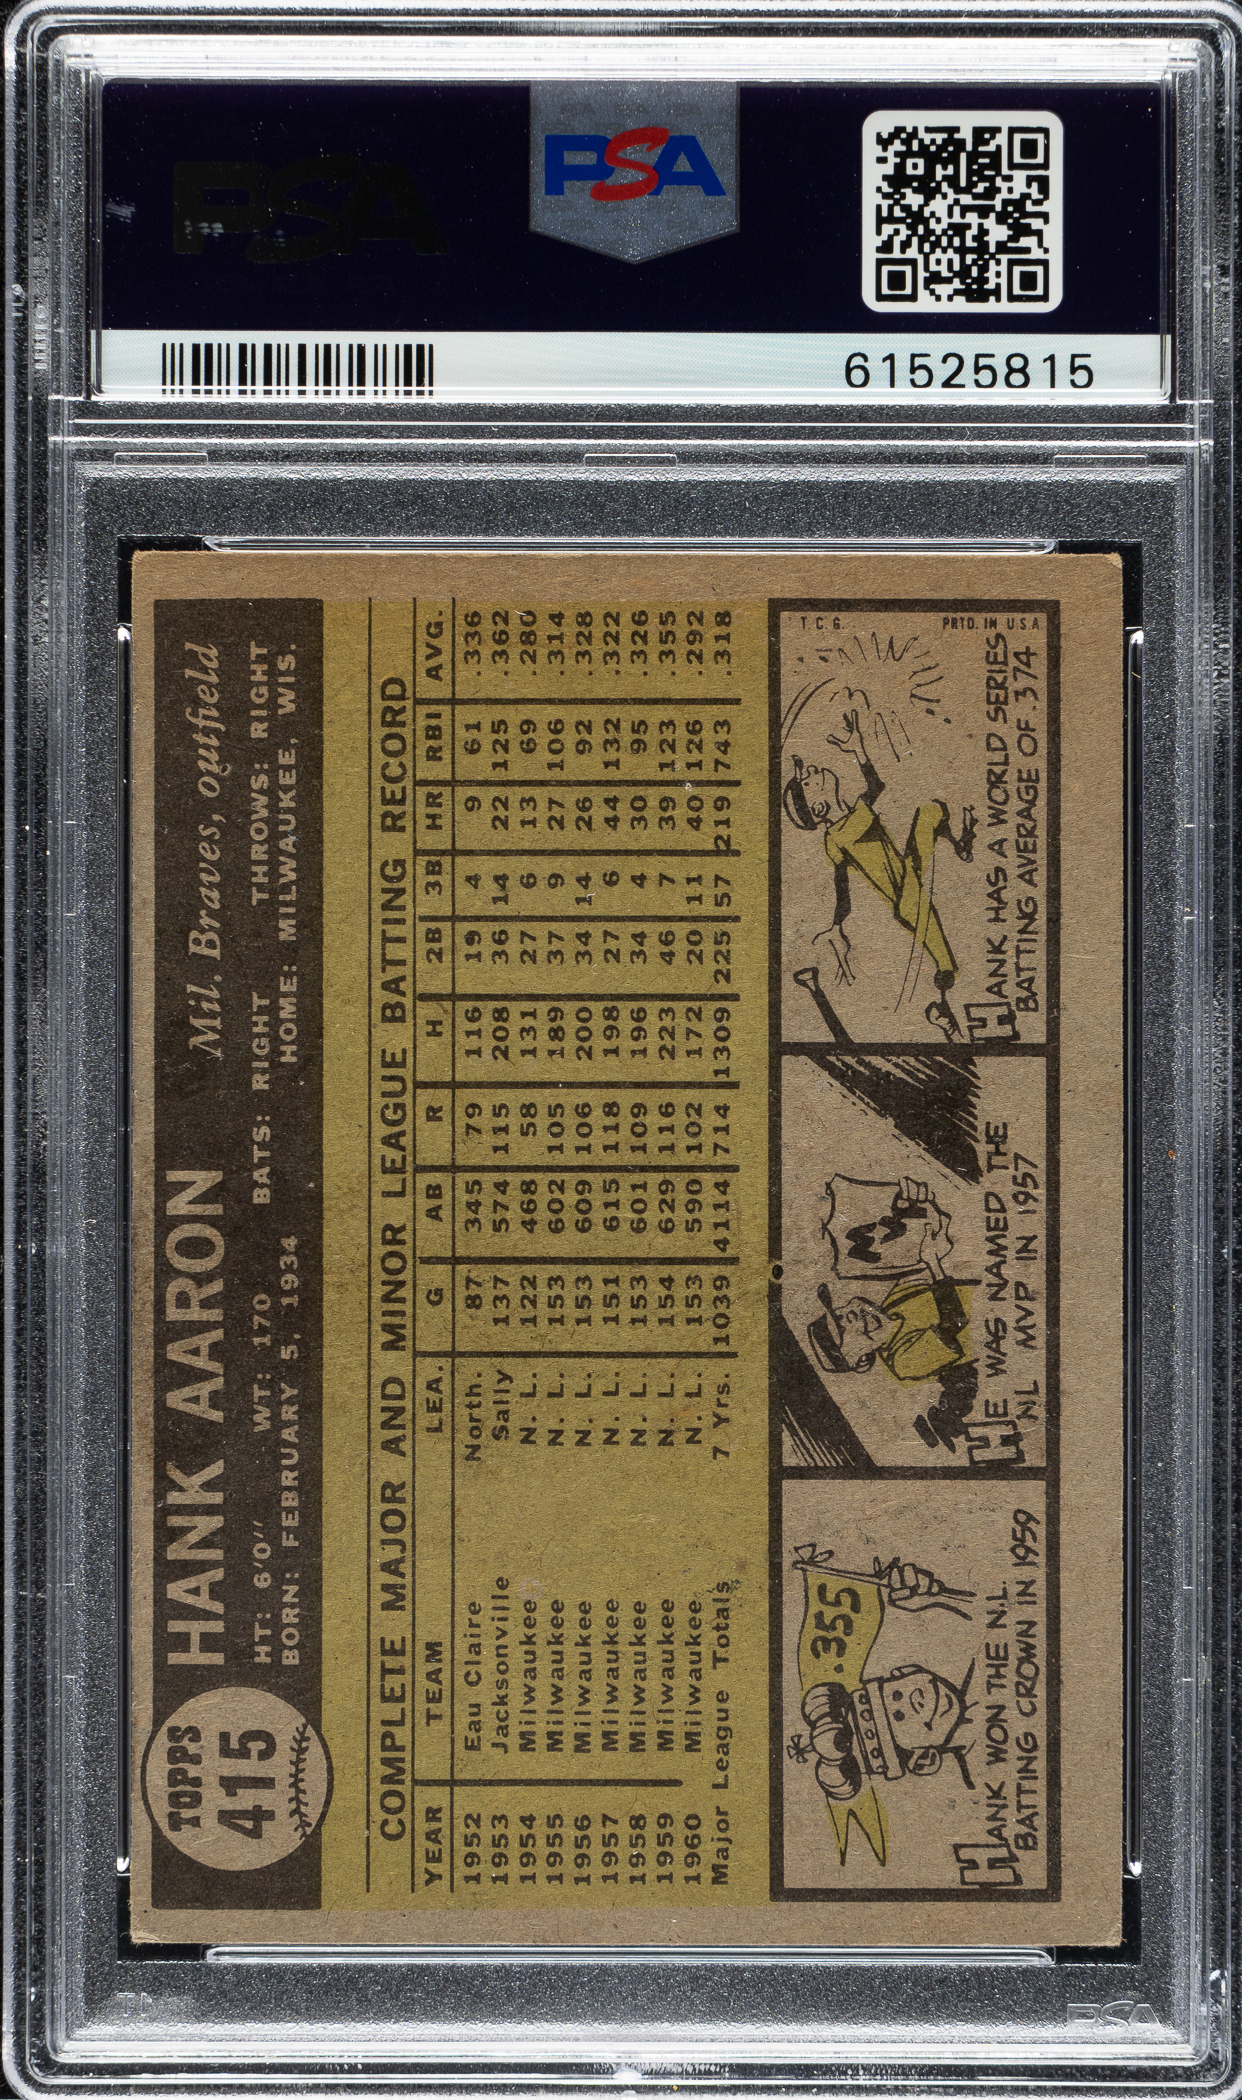 PSA
PSA
61525815
TOPPS
415
HANK AARON
Mil. Braves, outfield
HT: 6'0" WT: 170 BATS: RIGHT THROWS: RIGHT
BORN: FEBRUARY 5, 1934 HOME: MILWAUKEE, WIS.
COMPLETE MAJOR AND MINOR LEAGUE BATTING RECORD
YEAR TEAM LEA. G AB R H 2B 3B HR RBI AVG.
1952 Eau Claire North. 87 345 79 116 19 4 9 61 .336
1953 Jacksonville Sally 137 574 115 208 36 14 22 125 .362
1954 Milwaukee N. L. 122 468 58 131 27 6 13 69 .280
1955 Milwaukee N. L. 153 602 105 189 37 9 27 106 .314
1956 Milwaukee N. L. 153 609 106 200 34 14 26 92 .328
1957 Milwaukee N. L. 151 615 118 198 27 6 44 132 .322
1958 Milwaukee N. L. 153 601 109 196 34 4 30 95 .326
1959 Milwaukee N. L. 154 629 116 223 46 7 39 123 .355
1960 Milwaukee N. L. 153 590 102 172 20 11 40 126 .292
Major League Totals 7 Yrs. 1039 4114 714 1309 225 57 219 743 .318
.355
HANK WON THE N.L.
BATTING CROWN IN 1959
M
HE WAS NAMED THE
NL MVP IN 1957
T.C.G.
PRTD. IN U S A
HANK HAS A WORLD SERIES
BATTING AVERAGE OF .374
PSA